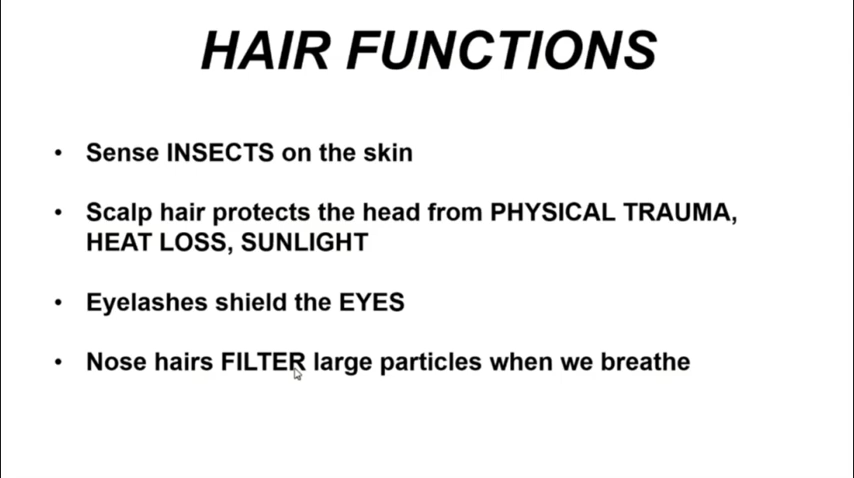 HAIR FUNCTIONS
• Sense INSECTS on the skin
• Scalp hair protects the head from PHYSICAL TRAUMA,
HEAT LOSS, SUNLIGHT
• Eyelashes shield the EYES
• Nose hairs FILTER large particles when we breathe